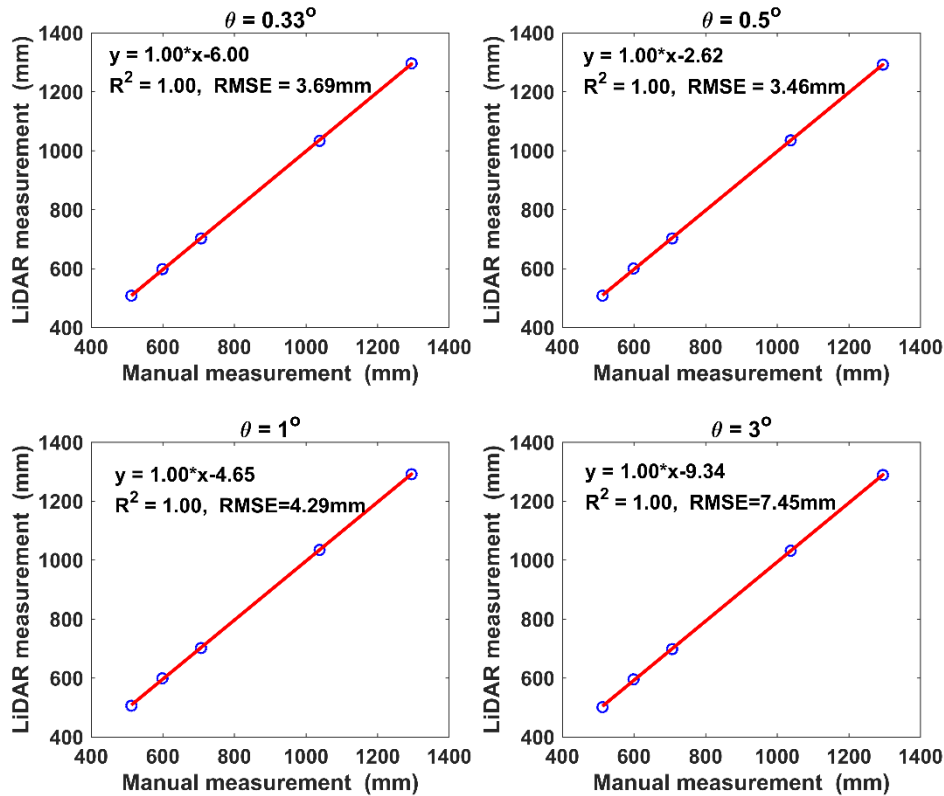 θ = 0.33°
y = 1.00*x-6.00
R² = 1.00, RMSE = 3.69mm
LiDAR measurement (mm)
1400
1200
1000
800
600
400
400 600 800 1000 1200 1400
Manual measurement (mm)
θ = 0.5°
y = 1.00*x-2.62
R² = 1.00, RMSE = 3.46mm
LiDAR measurement (mm)
1400
1200
1000
800
600
400
400 600 800 1000 1200 1400
Manual measurement (mm)
θ = 1°
y = 1.00*x-4.65
R² = 1.00, RMSE=4.29mm
LiDAR measurement (mm)
1400
1200
1000
800
600
400
400 600 800 1000 1200 1400
Manual measurement (mm)
θ = 3°
y = 1.00*x-9.34
R² = 1.00, RMSE=7.45mm
LiDAR measurement (mm)
1400
1200
1000
800
600
400
400 600 800 1000 1200 1400
Manual measurement (mm)